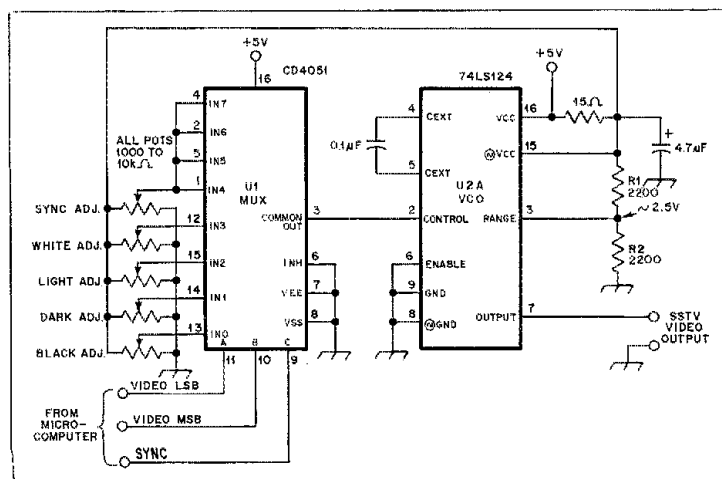 +5V
CD4051
16
4 IN7
2 IN6
5 IN5
1 IN4
ALL POTS
1000 TO
10kΩ
SYNC ADJ.
12 IN3
WHITE ADJ.
15 IN2
LIGHT ADJ.
14 IN1
DARK ADJ.
13 IN0
BLACK ADJ.
U1
MUX
COMMON
OUT 3
INH 6
VEE 7
VSS 8
A B C
11 10 9
VIDEO LSB
FROM
MICRO-
COMPUTER
VIDEO MSB
SYNC
74LS124
+5V
4 CEXT
0.1µF
5 CEXT
U2A
VCO
2 CONTROL
6 ENABLE
9 GND
8 ⓃGND
VCC 16
15Ω
ⓃVCC 15
+
4.7µF
R1
2200
RANGE 3
~2.5V
R2
2200
OUTPUT 7
SSTV
VIDEO
OUTPUT